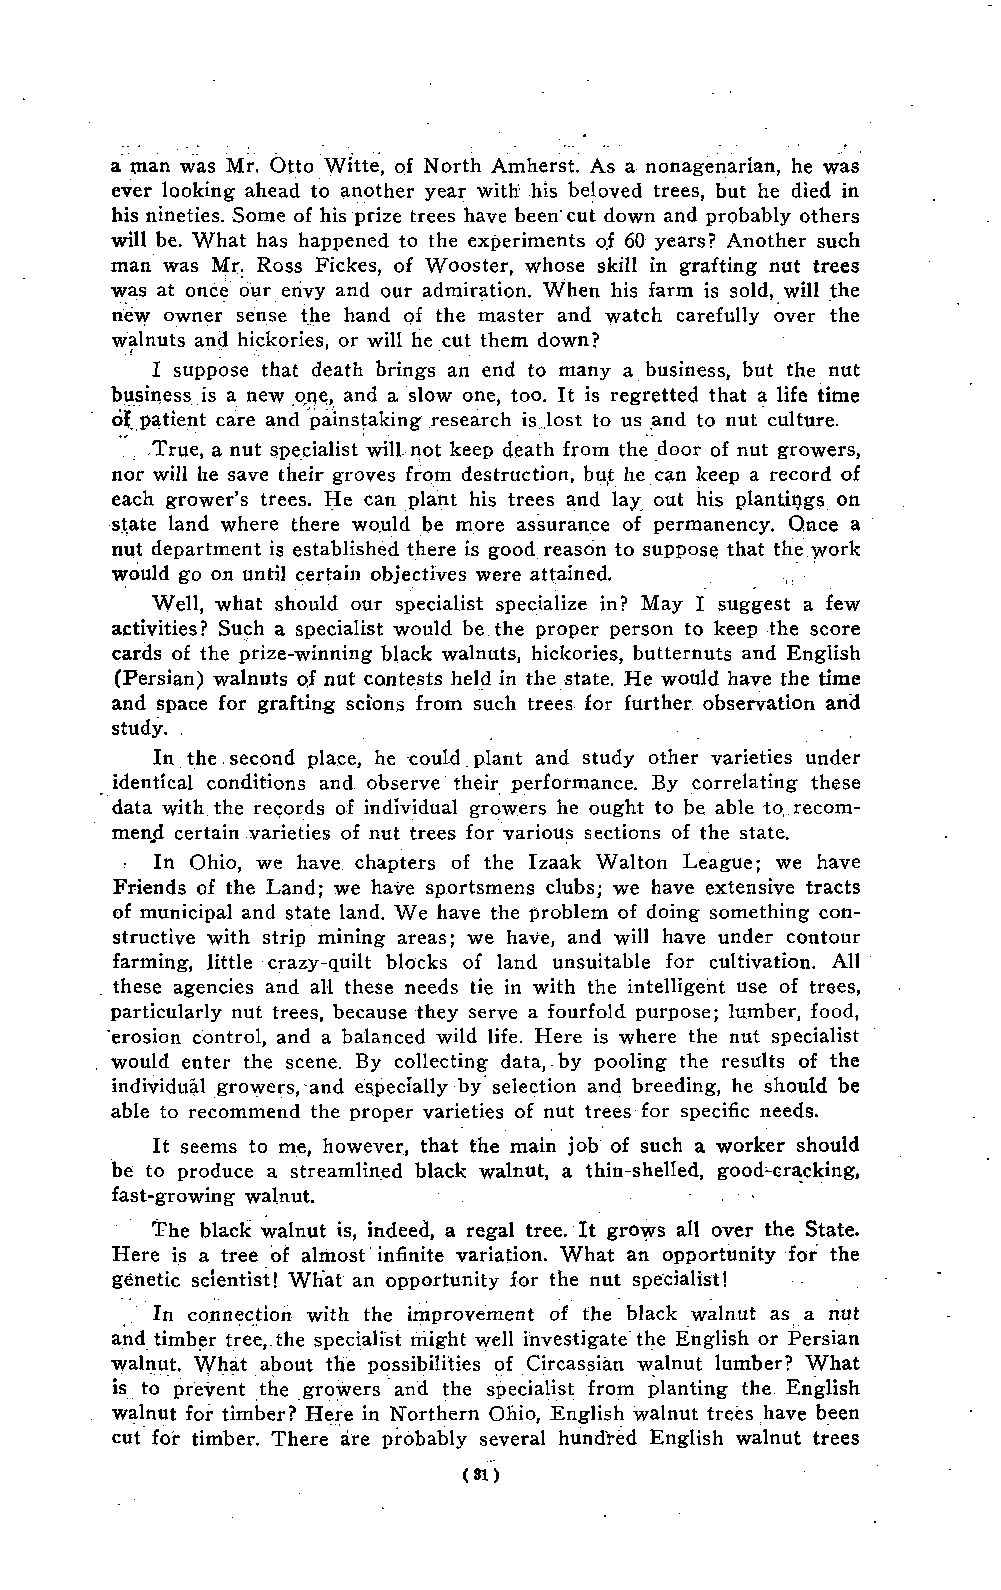 a man was Mr. Otto Witte, of North Amherst. As a nonagenarian, he was
ever looking ahead to another year with his beloved trees, but he died in
his nineties. Some of his prize trees have been cut down and probably others
will be. What has happened to the experiments of 60 years? Another such
man was Mr. Ross Fickes, of Wooster, whose skill in grafting nut trees
was at once our envy and our admiration. When his farm is sold, will the
new owner sense the hand of the master and watch carefully over the
walnuts and hickories, or will he cut them down?
I suppose that death brings an end to many a business, but the nut
business is a new one, and a slow one, too. It is regretted that a life time
of patient care and painstaking research is lost to us and to nut culture.
True, a nut specialist will not keep death from the door of nut growers,
nor will he save their groves from destruction, but he can keep a record of
each grower's trees. He can plant his trees and lay out his plantings on
state land where there would be more assurance of permanency. Once a
nut department is established there is good reason to suppose that the work
would go on until certain objectives were attained.
Well, what should our specialist specialize in? May I suggest a few
activities? Such a specialist would be the proper person to keep the score
cards of the prize-winning black walnuts, hickories, butternuts and English
(Persian) walnuts of nut contests held in the state. He would have the time
and space for grafting scions from such trees for further observation and
study.
In the second place, he could plant and study other varieties under
identical conditions and observe their performance. By correlating these
data with the records of individual growers he ought to be able to recom-
mend certain varieties of nut trees for various sections of the state.
In Ohio, we have chapters of the Izaak Walton League; we have
Friends of the Land; we have sportsmens clubs; we have extensive tracts
of municipal and state land. We have the problem of doing something con-
structive with strip mining areas; we have, and will have under contour
farming, little crazy-quilt blocks of land unsuitable for cultivation. All
these agencies and all these needs tie in with the intelligent use of trees,
particularly nut trees, because they serve a fourfold purpose; lumber, food,
erosion control, and a balanced wild life. Here is where the nut specialist
would enter the scene. By collecting data, by pooling the results of the
individual growers, and especially by selection and breeding, he should be
able to recommend the proper varieties of nut trees for specific needs.
It seems to me, however, that the main job of such a worker should
be to produce a streamlined black walnut, a thin-shelled, good-cracking,
fast-growing walnut.
The black walnut is, indeed, a regal tree. It grows all over the State.
Here is a tree of almost infinite variation. What an opportunity for the
genetic scientist! What an opportunity for the nut specialist!
In connection with the improvement of the black walnut as a nut
and timber tree, the specialist might well investigate the English or Persian
walnut. What about the possibilities of Circassian walnut lumber? What
is to prevent the growers and the specialist from planting the English
walnut for timber? Here in Northern Ohio, English walnut trees have been
cut for timber. There are probably several hundred English walnut trees
(31)